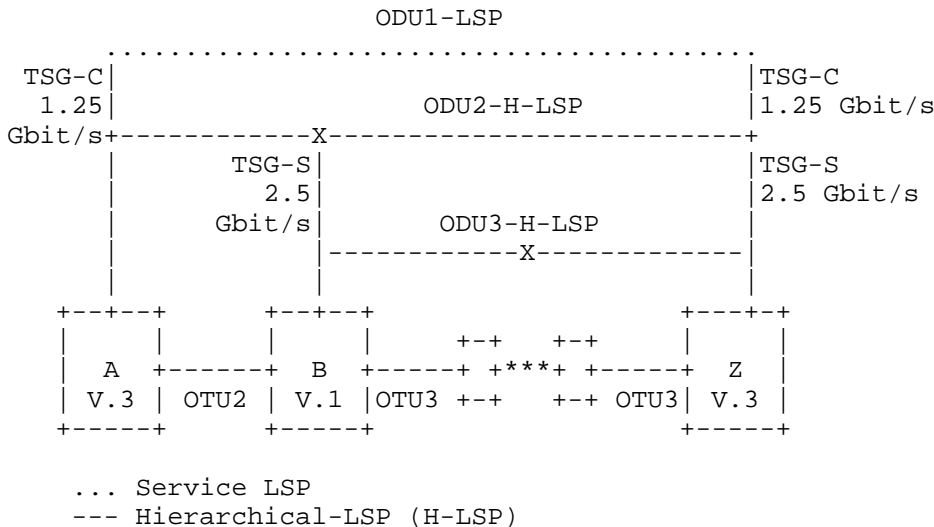 ODU1-LSP
.........................................
TSG-C| |TSG-C
1.25| ODU2-H-LSP |1.25 Gbit/s
Gbit/s+------------X--------------------------+
| TSG-S| |TSG-S
| 2.5| |2.5 Gbit/s
| Gbit/s| ODU3-H-LSP |
| |------------X-------------|
| | |
+--+--+ +--+--+ +---+-+
| | | | +-+ +-+ | |
| A +------+ B +-----+ +***+ +-----+ Z |
| V.3 | OTU2 | V.1 |OTU3 +-+ +-+ OTU3| V.3 |
+-----+ +-----+ +-----+
... Service LSP
--- Hierarchical-LSP (H-LSP)